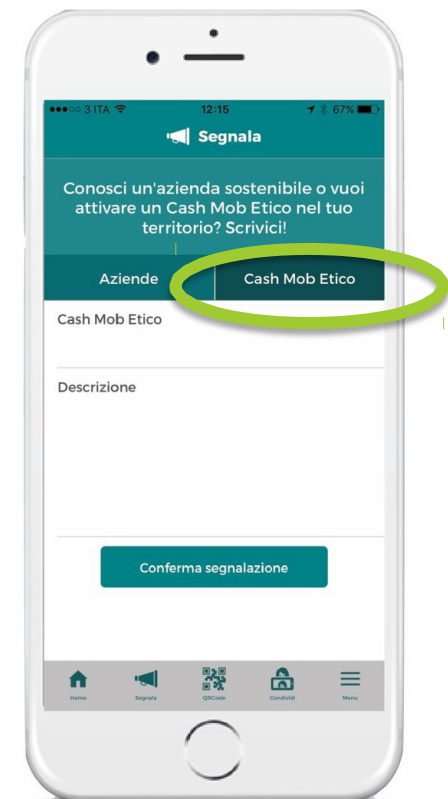 3 ITA 12:15 67%
Segnala
Conosci un'azienda sostenibile o vuoi
attivare un Cash Mob Etico nel tuo
territorio? Scrivici!
Aziende Cash Mob Etico
Cash Mob Etico
Descrizione
Conferma segnalazione
Home Segnala QRCode Condividi Menu